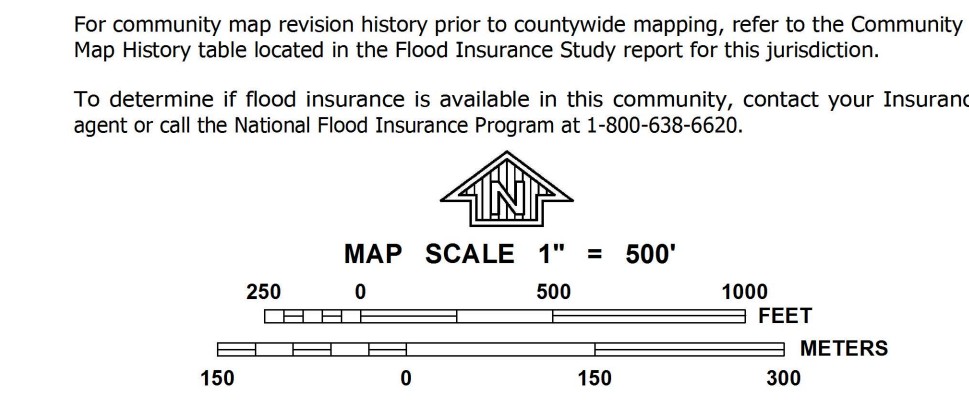 For community map revision history prior to countywide mapping, refer to the Community
Map History table located in the Flood Insurance Study report for this jurisdiction.
To determine if flood insurance is available in this community, contact your Insuranc
agent or call the National Flood Insurance Program at 1-800-638-6620.
N
MAP SCALE 1" = 500'
250 0 500 1000
FEET
METERS
150 0 150 300